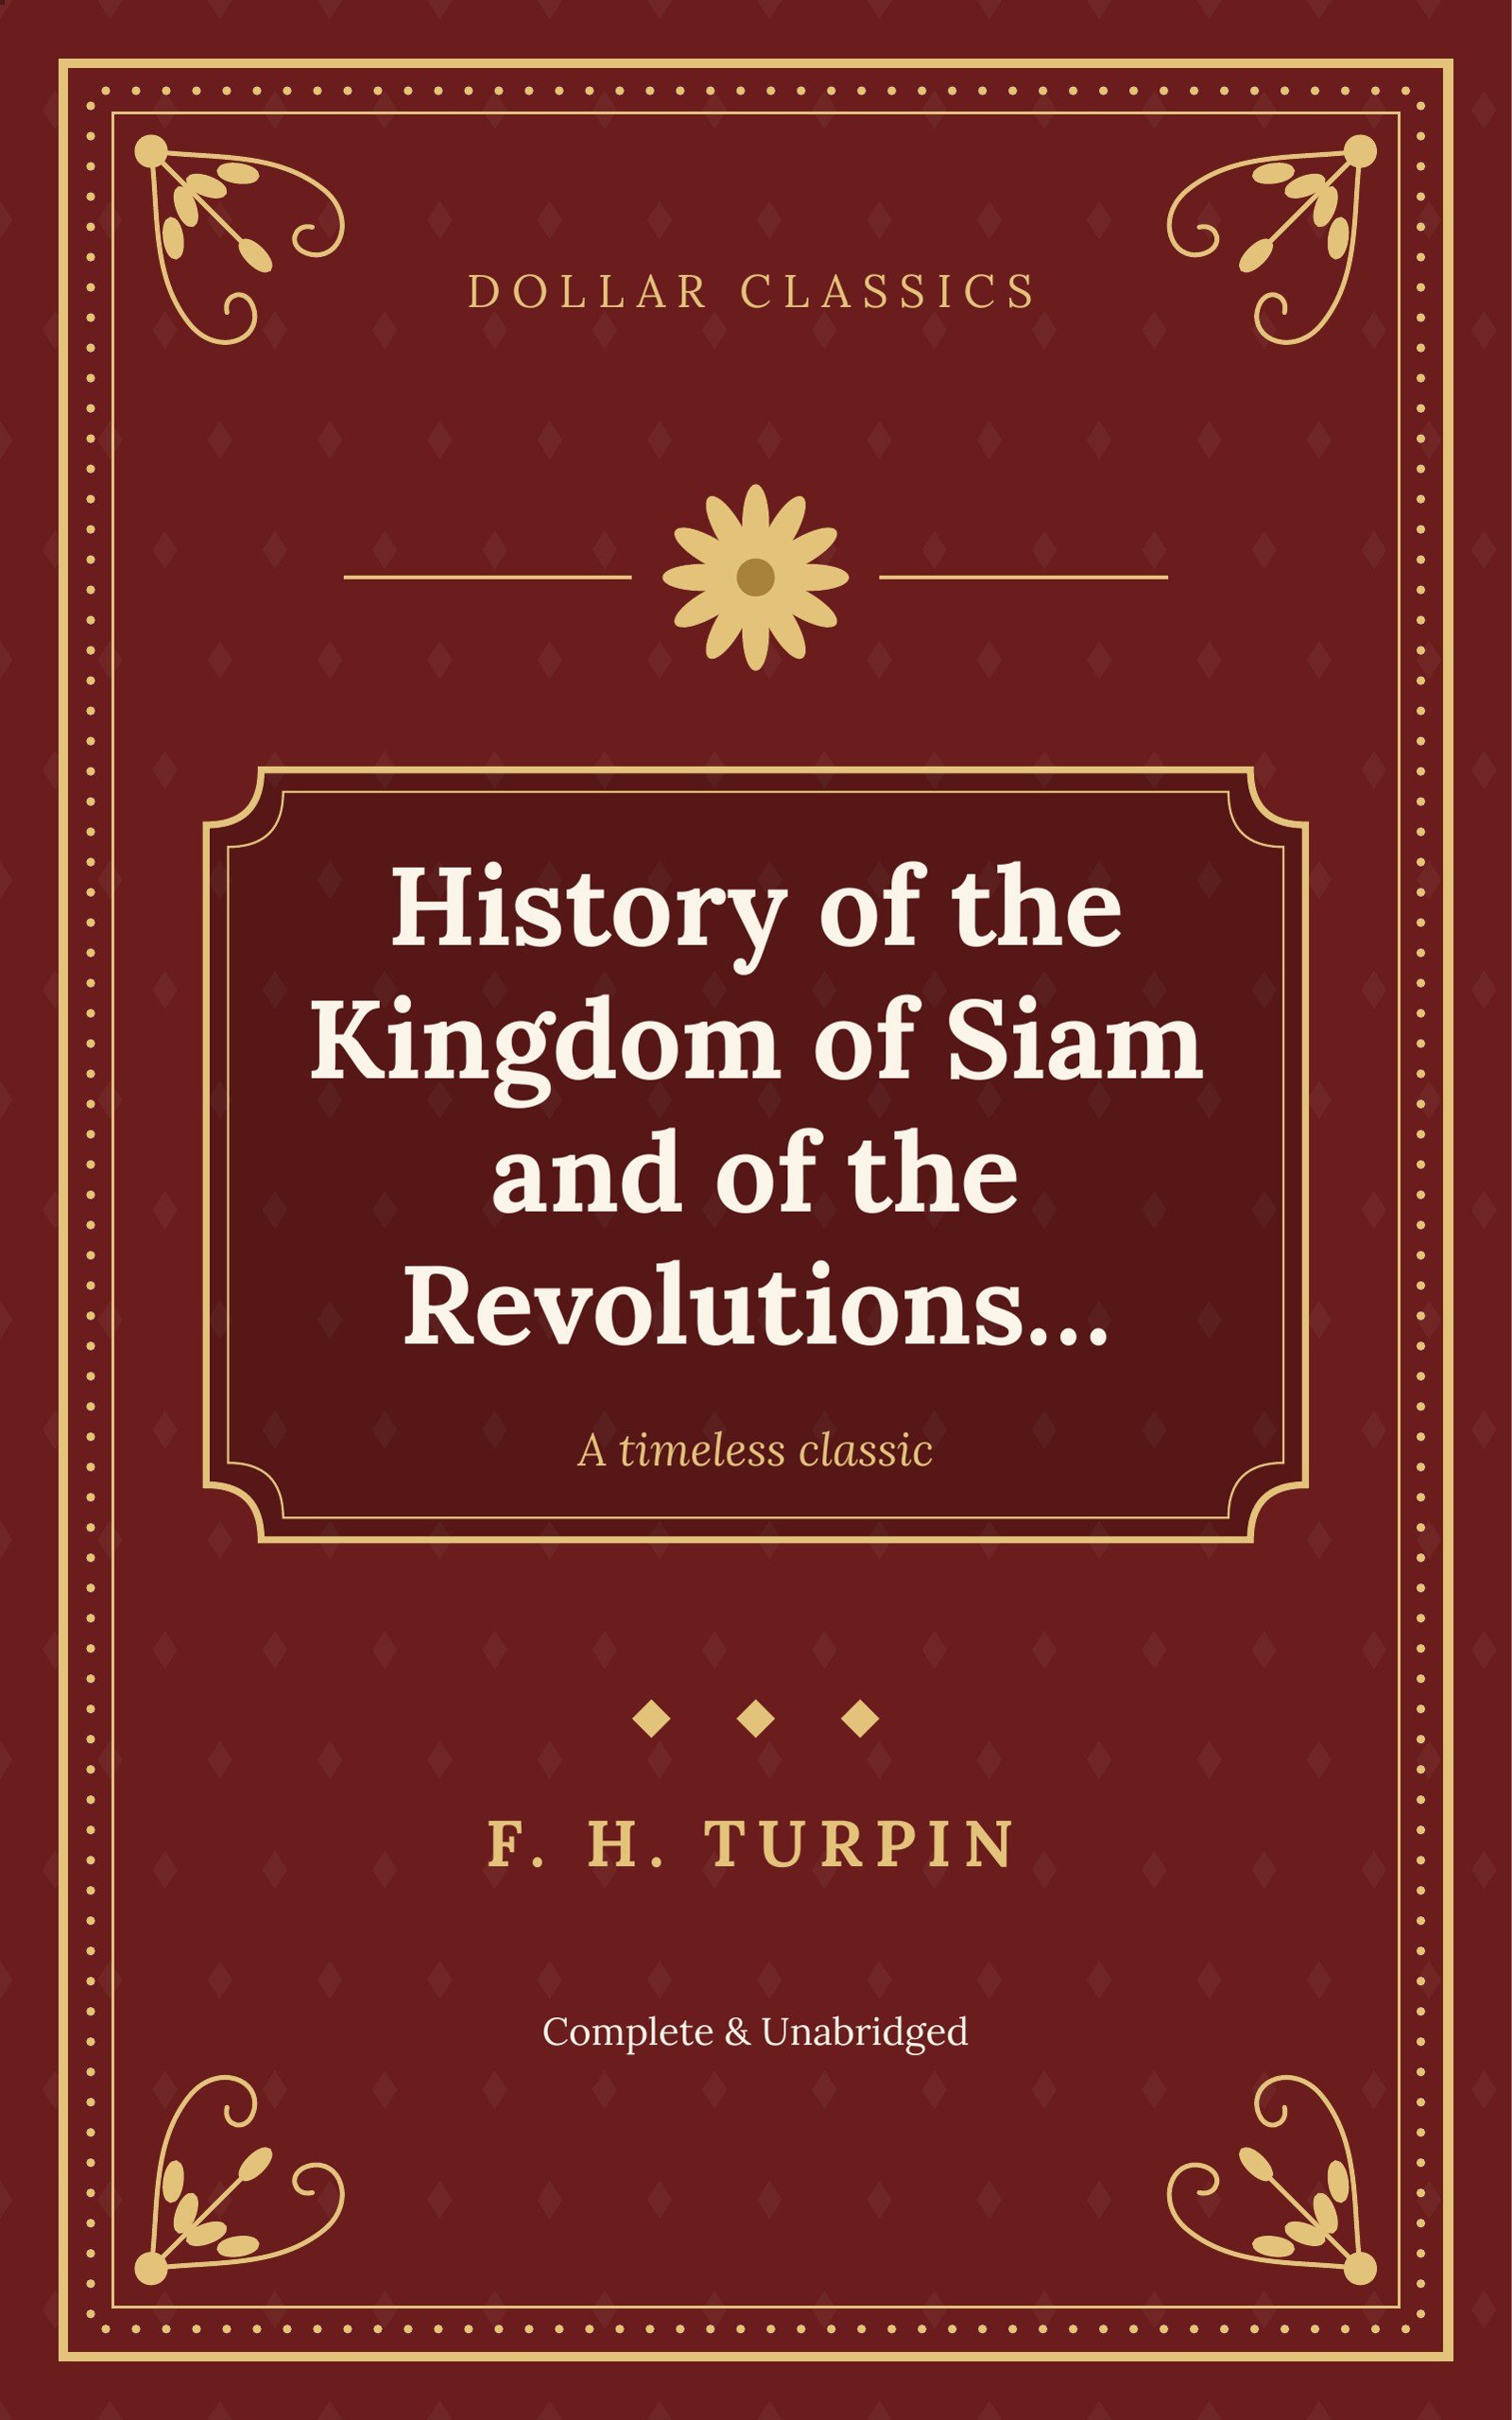 DOLLAR CLASSICS
History of the
Kingdom of Siam
and of the
Revolutions...
A timeless classic
F. H. TURPIN
Complete & Unabridged